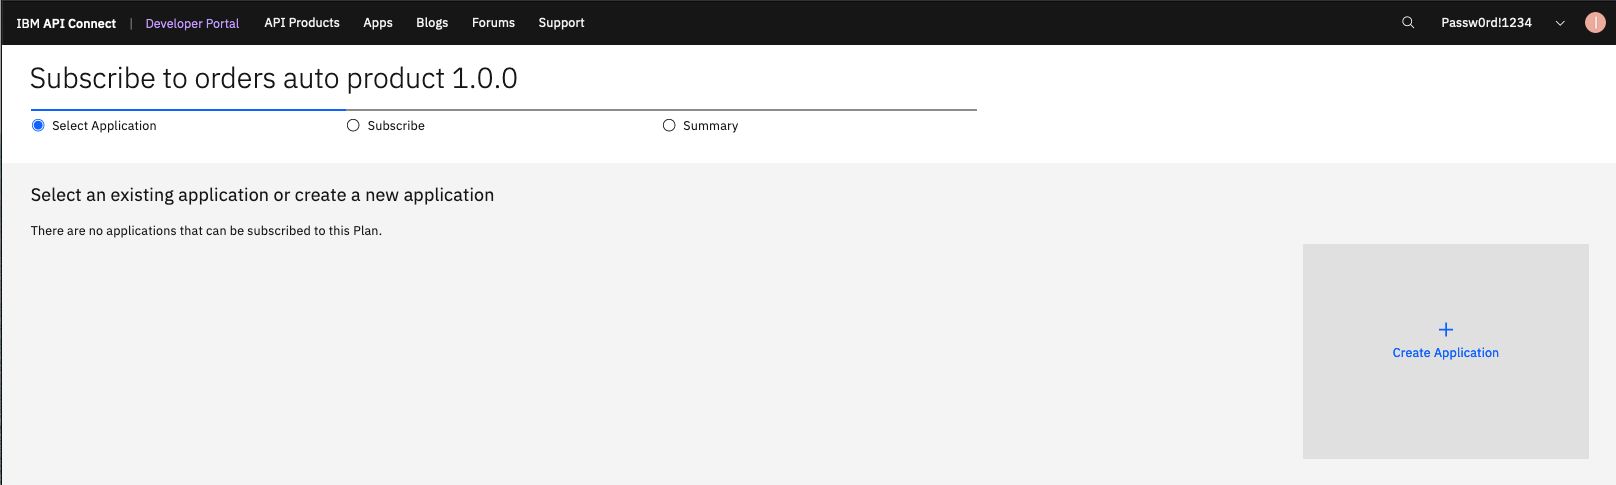 IBM API Connect | Developer Portal API Products Apps Blogs Forums Support Passw0rd!1234
Subscribe to orders auto product 1.0.0
Select Application Subscribe Summary
Select an existing application or create a new application
There are no applications that can be subscribed to this Plan.
+
Create Application